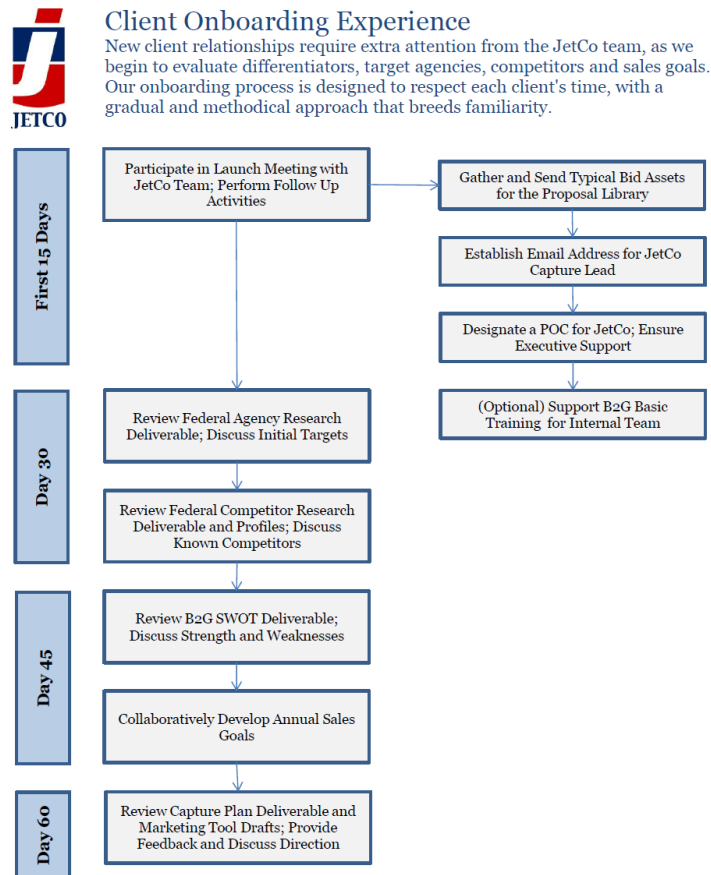 JETCO
Client Onboarding Experience
New client relationships require extra attention from the JetCo team, as we
begin to evaluate differentiators, target agencies, competitors and sales goals.
Our onboarding process is designed to respect each client's time, with a
gradual and methodical approach that breeds familiarity.
First 15 Days
Participate in Launch Meeting with
JetCo Team; Perform Follow Up
Activities
Gather and Send Typical Bid Assets
for the Proposal Library
Establish Email Address for JetCo
Capture Lead
Designate a POC for JetCo; Ensure
Executive Support
(Optional) Support B2G Basic
Training for Internal Team
Day 30
Review Federal Agency Research
Deliverable; Discuss Initial Targets
Review Federal Competitor Research
Deliverable and Profiles; Discuss
Known Competitors
Day 45
Review B2G SWOT Deliverable;
Discuss Strength and Weaknesses
Collaboratively Develop Annual Sales
Goals
Day 60
Review Capture Plan Deliverable and
Marketing Tool Drafts; Provide
Feedback and Discuss Direction